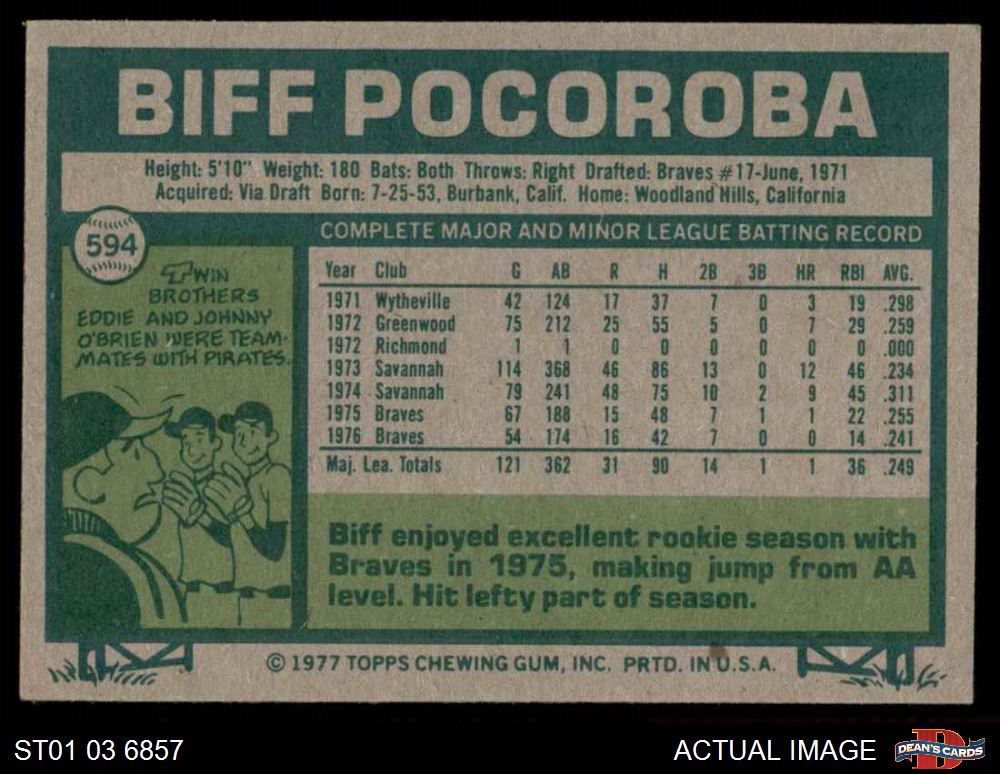 BIFF POCOROBA
Height: 5'10" Weight: 180 Bats: Both Throws: Right Drafted: Braves #17-June, 1971
Acquired: Via Draft Born: 7-25-53, Burbank, Calif. Home: Woodland Hills, California
594
TWIN
BROTHERS
EDDIE AND JOHNNY
O'BRIEN WERE TEAM-
MATES WITH PIRATES.
COMPLETE MAJOR AND MINOR LEAGUE BATTING RECORD
Year Club G AB R H 2B 3B HR RBI AVG.
1971 Wytheville 42 124 17 37 7 0 3 19 .298
1972 Greenwood 75 212 25 55 5 0 7 29 .259
1972 Richmond 1 1 0 0 0 0 0 0 .000
1973 Savannah 114 368 46 86 13 0 12 46 .234
1974 Savannah 79 241 48 75 10 2 9 45 .311
1975 Braves 67 188 15 48 7 1 1 22 .255
1976 Braves 54 174 16 42 7 0 0 14 .241
Maj. Lea. Totals 121 362 31 90 14 1 1 36 .249
Biff enjoyed excellent rookie season with
Braves in 1975, making jump from AA
level. Hit lefty part of season.
© 1977 TOPPS CHEWING GUM, INC. PRTD. IN U.S.A.
ST01 03 6857
ACTUAL IMAGE
D
DEAN'S CARDS